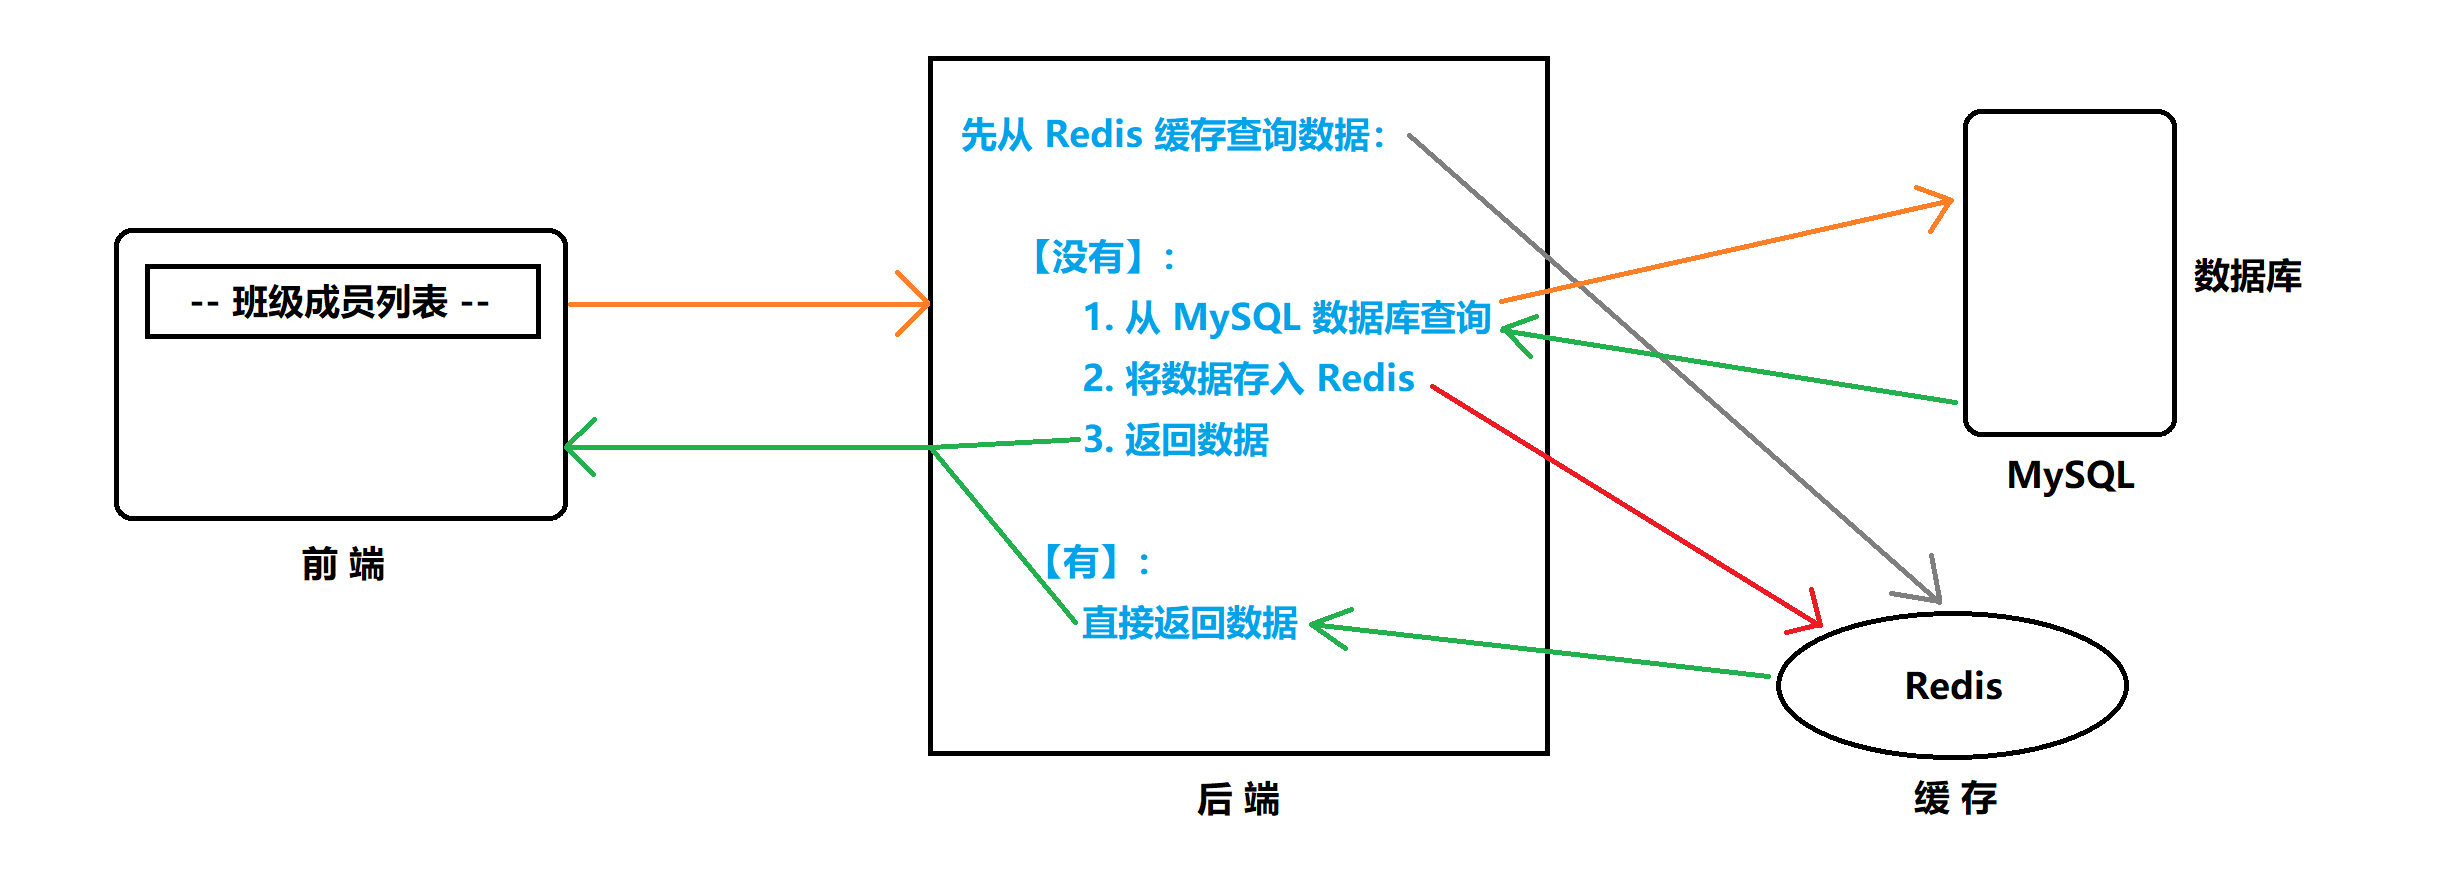 -- 班级成员列表 --
前 端
先从 Redis 缓存查询数据：
【没有】：
1. 从 MySQL 数据库查询
2. 将数据存入 Redis
3. 返回数据
【有】：
直接返回数据
后 端
数据库
MySQL
Redis
缓 存